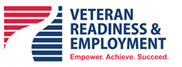 VETERAN
READINESS &
EMPLOYMENT
Empower. Achieve. Succeed.